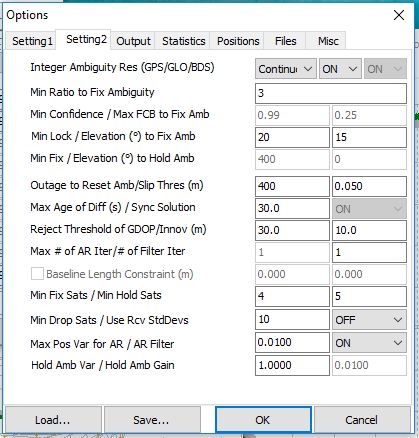 Options
Setting1 Setting2 Output Statistics Positions Files Misc
Integer Ambiguity Res (GPS/GLO/BDS) Continuo ON ON
Min Ratio to Fix Ambiguity 3
Min Confidence / Max FCB to Fix Amb 0.99 0.25
Min Lock / Elevation (°) to Fix Amb 20 15
Min Fix / Elevation (°) to Hold Amb 400 0
Outage to Reset Amb/Slip Thres (m) 400 0.050
Max Age of Diff (s) / Sync Solution 30.0 ON
Reject Threshold of GDOP/Innov (m) 30.0 10.0
Max # of AR Iter/# of Filter Iter 1 1
Baseline Length Constraint (m) 0.000 0.000
Min Fix Sats / Min Hold Sats 4 5
Min Drop Sats / Use Rcv StdDevs 10 OFF
Max Pos Var for AR / AR Filter 0.0100 ON
Hold Amb Var / Hold Amb Gain 1.0000 0.0100
Load... Save... OK Cancel